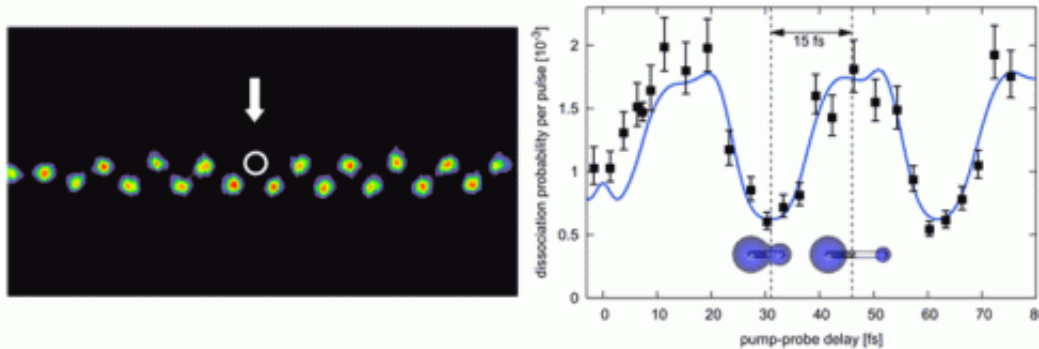 dissociation probability per pulse [10⁻³]
2
1.5
1
0.5
0
15 fs
0 10 20 30 40 50 60 70 80
pump-probe delay [fs]